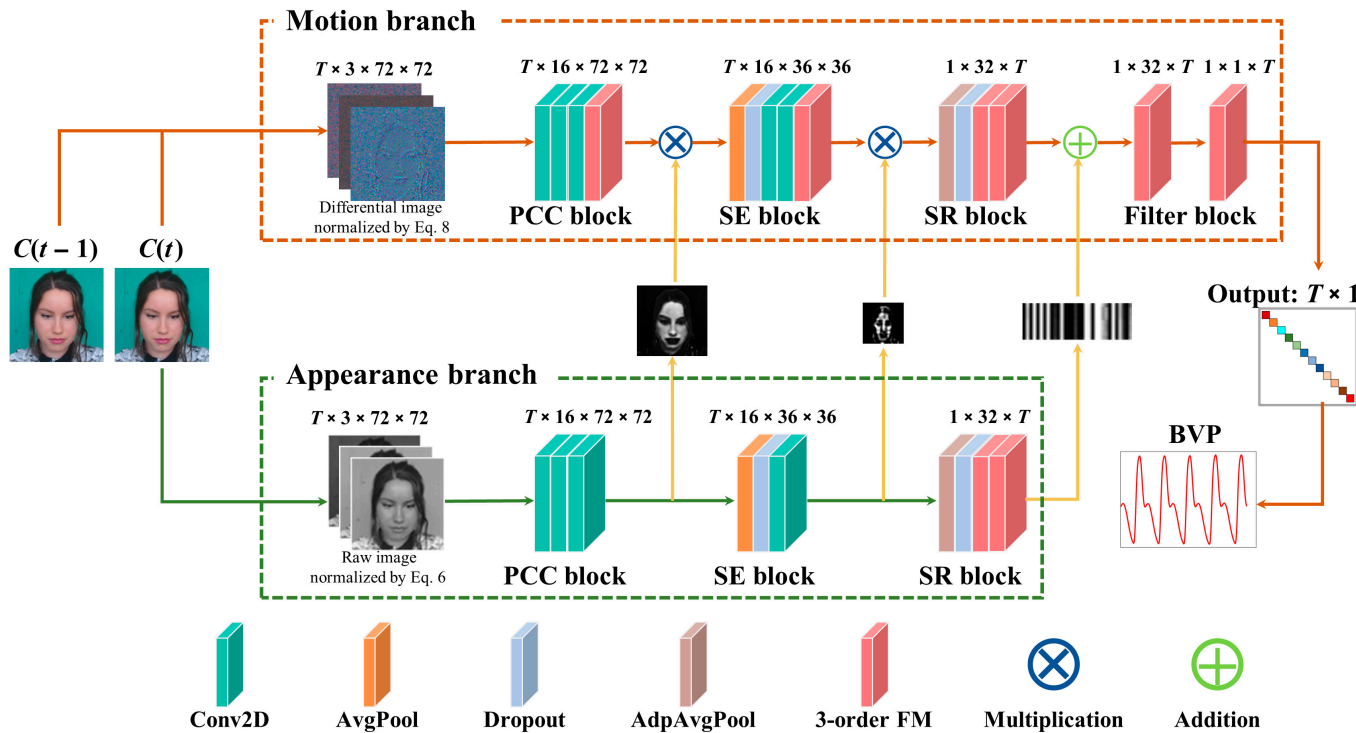 Motion branch
T × 3 × 72 × 72
T × 16 × 72 × 72
T × 16 × 36 × 36
1 × 32 × T
1 × 32 × T
1 × 1 × T
Differential image
normalized by Eq. 8
PCC block
SE block
SR block
Filter block
C(t − 1)
C(t)
Output: T × 1
Appearance branch
T × 3 × 72 × 72
T × 16 × 72 × 72
T × 16 × 36 × 36
1 × 32 × T
BVP
Raw image
normalized by Eq. 6
PCC block
SE block
SR block
Conv2D
AvgPool
Dropout
AdpAvgPool
3-order FM
Multiplication
Addition